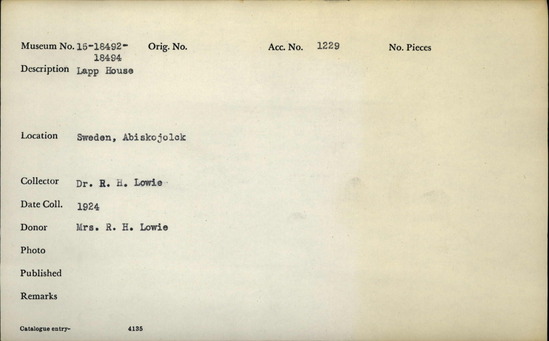 Museum No. 15-18492- Orig. No. Acc. No. 1229 No. Pieces
18494
Description Lapp House
Location Sweden, Abiskojolck
Collector Dr. R. H. Lowie
Date Coll. 1924
Donor Mrs. R. H. Lowie
Photo
Published
Remarks
Catalogue entry- 4135